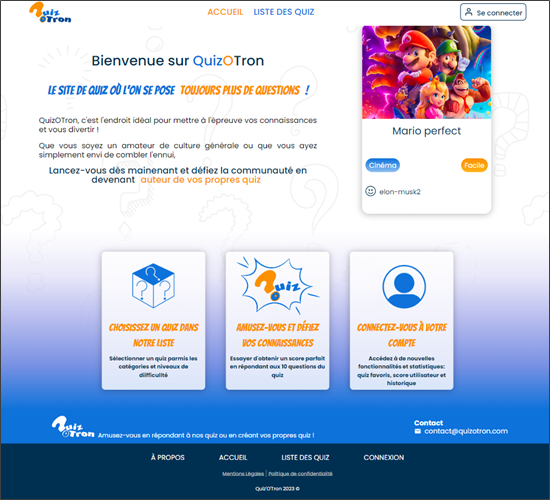 Quiz OTron
ACCUEIL LISTE DES QUIZ
Se connecter
Bienvenue sur QuizOTron
LE SITE DE QUIZ OÙ L'ON SE POSE TOUJOURS PLUS DE QUESTIONS !
QuizOTron, c'est l'endroit idéal pour mettre à l'épreuve vos connaissances
et vous divertir !
Que vous soyez un amateur de culture générale ou que vous ayez
simplement envi de combler l'ennui,
Lancez-vous dès mainenant et défiez la communauté en
devenant auteur de vos propres quiz
Mario perfect
Cinéma
Facile
elon-musk2
CHOISISSEZ UN QUIZ DANS
NOTRE LISTE
Sélectionner un quiz parmis les
catégories et niveaux de
diifficulté
Quiz
O
AMUSEZ-VOUS ET DÉFIEZ
VOS CONNAISSANCES
Essayer d'obtenir un score parfait
en répondant aux 10 questions du
quiz
CONNECTEZ-VOUS À VOTRE
COMPTE
Accédez à de nouvelles
fonctionnalités et statistiques:
quiz favoris, score utilisateur et
historique
Quiz OTron
Amusez-vous en répondant à nos quiz ou en créant vos propres quiz !
Contact
contact@quizotron.com
À PROPOS ACCUEIL LISTE DES QUIZ CONNEXION
Mentions Légales | Politique de confidentialité
Quiz'OTron 2023 ©